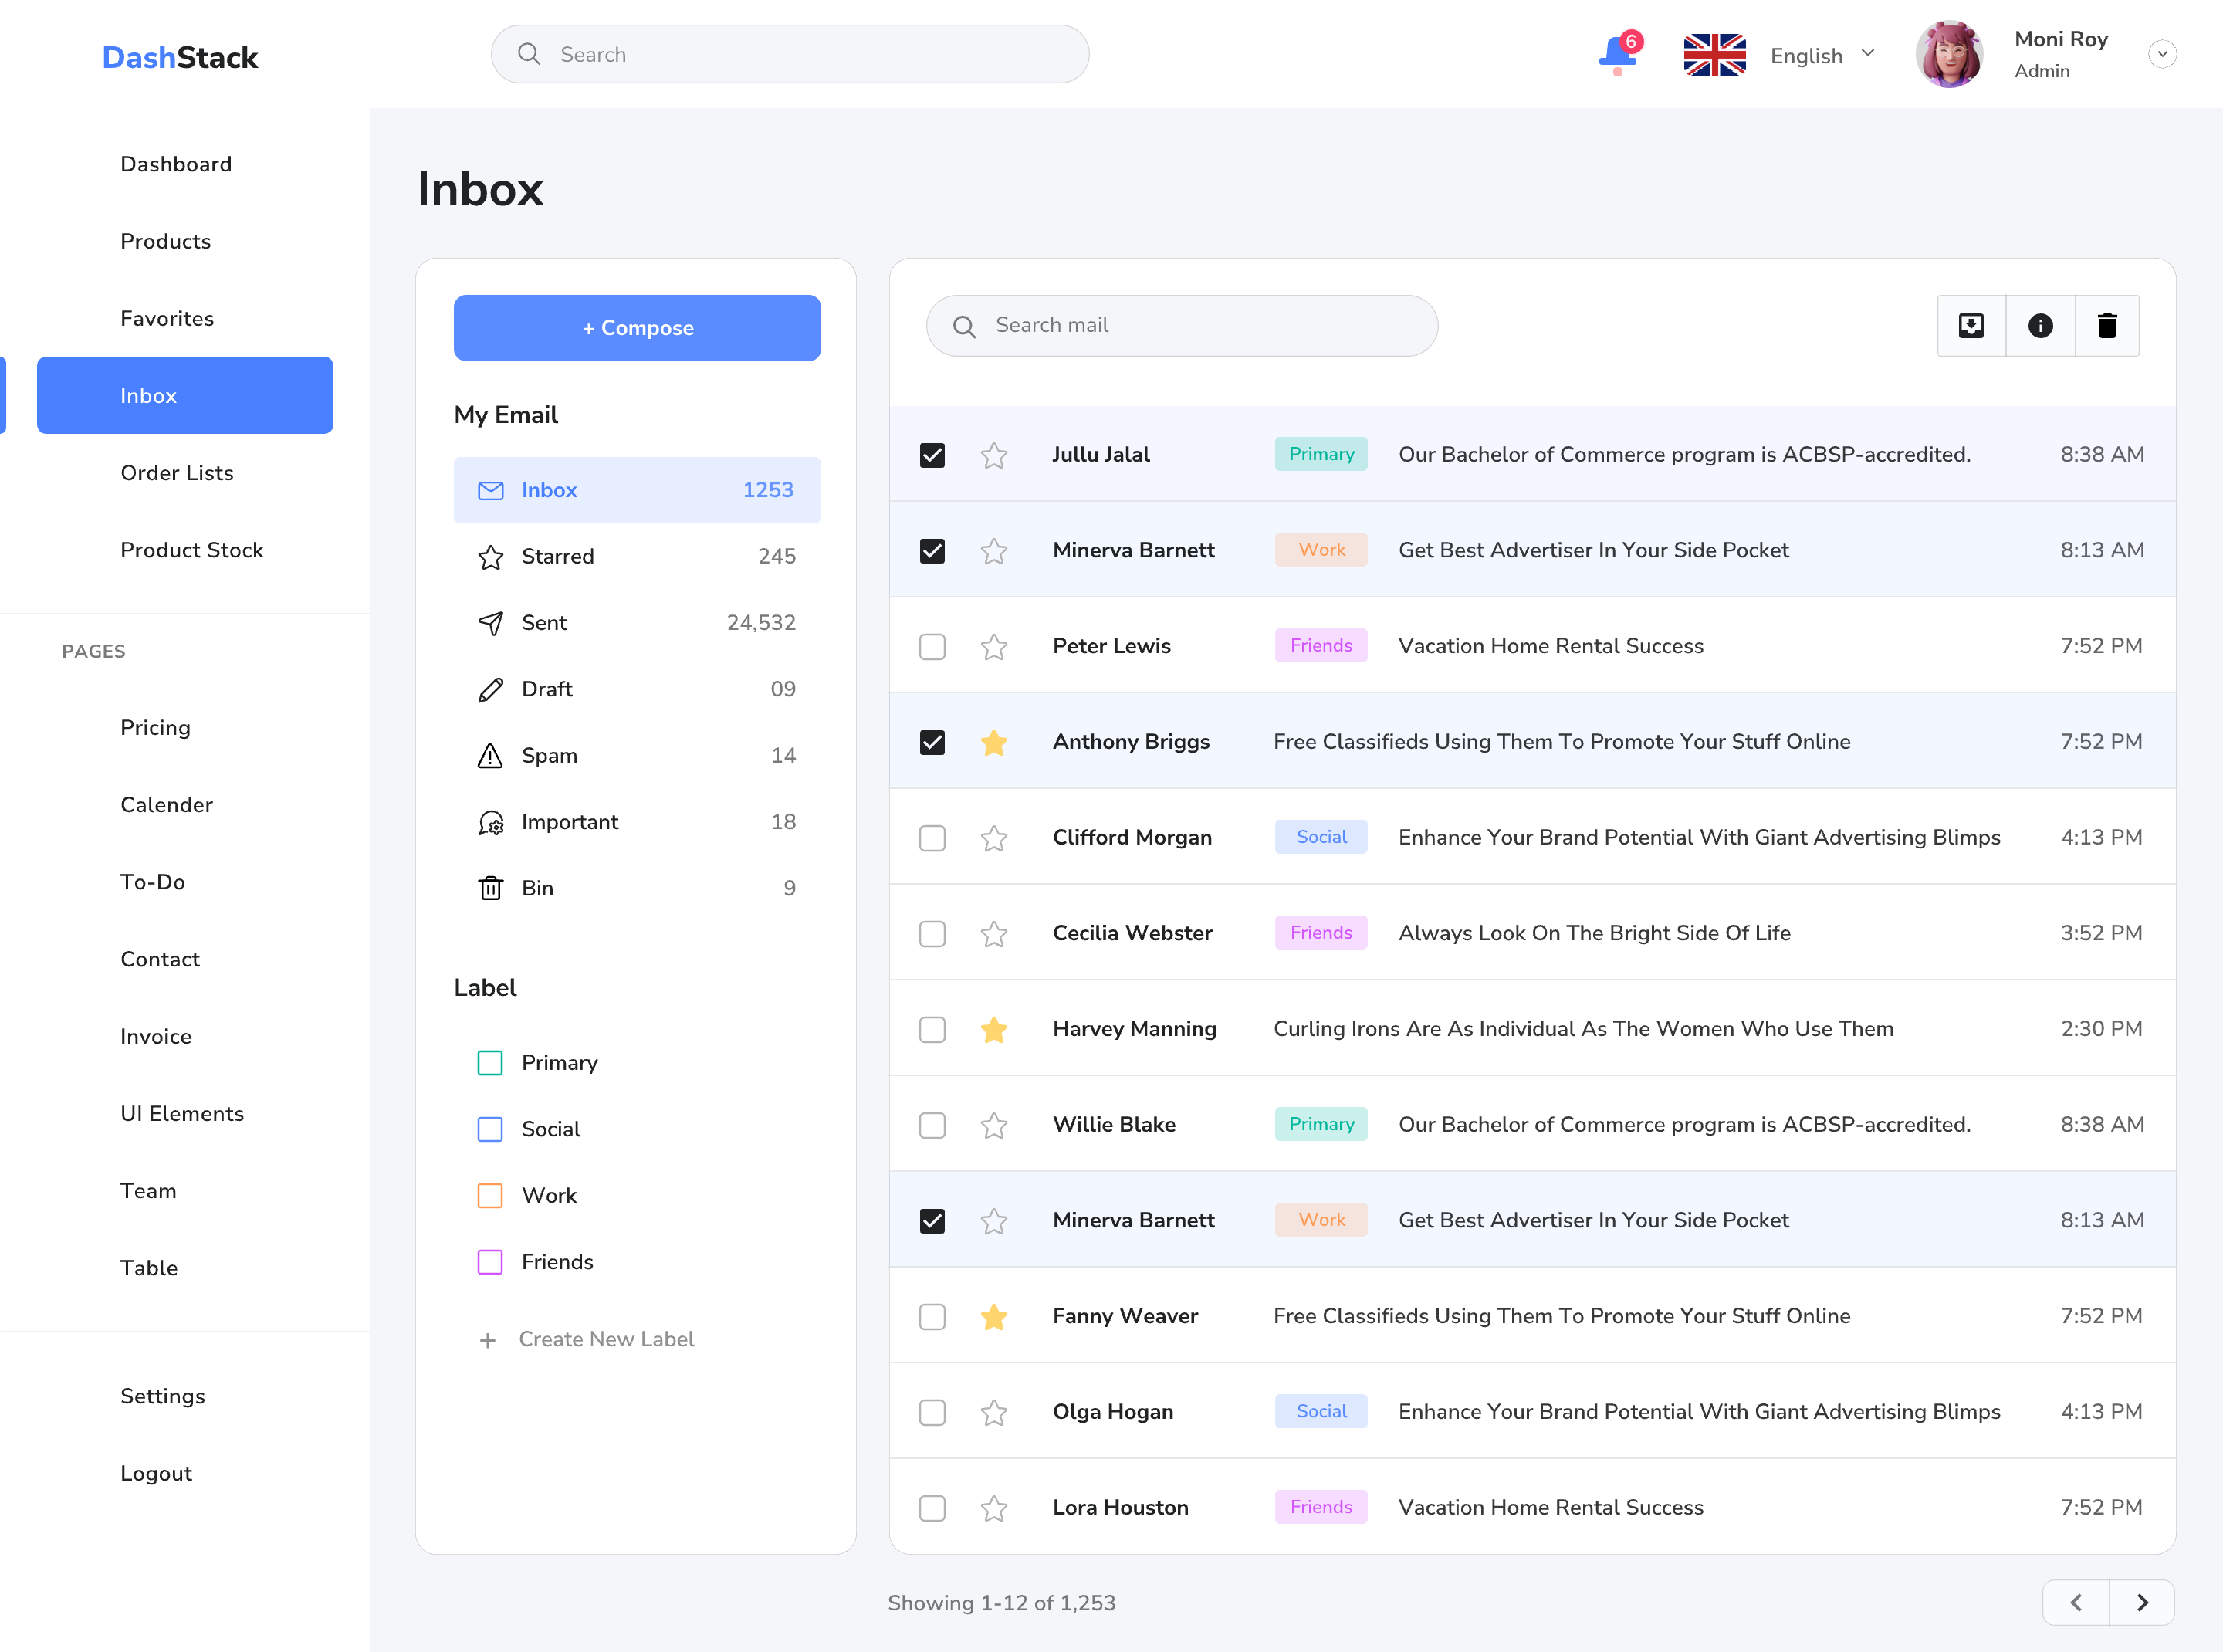 DashStack
Search
6
English
Moni Roy
Admin
Dashboard
Products
Favorites
Inbox
Order Lists
Product Stock
PAGES
Pricing
Calender
To-Do
Contact
Invoice
UI Elements
Team
Table
Settings
Logout
Inbox
+ Compose
My Email
Inbox 1253
Starred 245
Sent 24,532
Draft 09
Spam 14
Important 18
Bin 9
Label
Primary
Social
Work
Friends
+ Create New Label
Search mail
Jullu Jalal Primary Our Bachelor of Commerce program is ACBSP-accredited. 8:38 AM
Minerva Barnett Work Get Best Advertiser In Your Side Pocket 8:13 AM
Peter Lewis Friends Vacation Home Rental Success 7:52 PM
Anthony Briggs Free Classifieds Using Them To Promote Your Stuff Online 7:52 PM
Clifford Morgan Social Enhance Your Brand Potential With Giant Advertising Blimps 4:13 PM
Cecilia Webster Friends Always Look On The Bright Side Of Life 3:52 PM
Harvey Manning Curling Irons Are As Individual As The Women Who Use Them 2:30 PM
Willie Blake Primary Our Bachelor of Commerce program is ACBSP-accredited. 8:38 AM
Minerva Barnett Work Get Best Advertiser In Your Side Pocket 8:13 AM
Fanny Weaver Free Classifieds Using Them To Promote Your Stuff Online 7:52 PM
Olga Hogan Social Enhance Your Brand Potential With Giant Advertising Blimps 4:13 PM
Lora Houston Friends Vacation Home Rental Success 7:52 PM
Showing 1-12 of 1,253